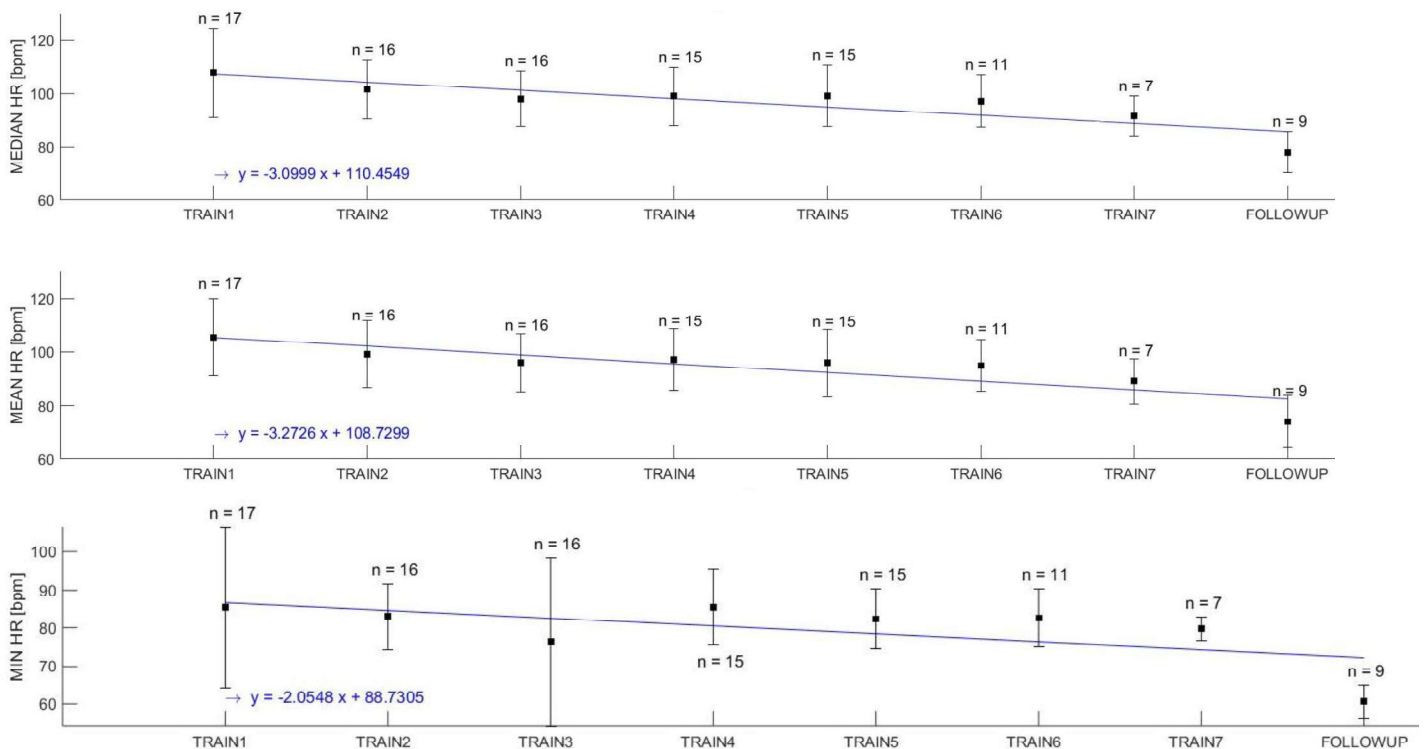 n = 17
n = 16
n = 16
n = 15
n = 15
n = 11
n = 7
n = 9
120
100
80
60
MEDIAN HR [bpm]
→ y = -3.0999 x + 110.4549
TRAIN1 TRAIN2 TRAIN3 TRAIN4 TRAIN5 TRAIN6 TRAIN7 FOLLOWUP
n = 17
n = 16
n = 16
n = 15
n = 15
n = 11
n = 7
n = 9
120
100
80
60
MEAN HR [bpm]
→ y = -3.2726 x + 108.7299
TRAIN1 TRAIN2 TRAIN3 TRAIN4 TRAIN5 TRAIN6 TRAIN7 FOLLOWUP
n = 17
n = 16
n = 16
n = 15
n = 15
n = 11
n = 7
n = 9
100
90
80
70
60
MIN HR [bpm]
→ y = -2.0548 x + 88.7305
TRAIN1 TRAIN2 TRAIN3 TRAIN4 TRAIN5 TRAIN6 TRAIN7 FOLLOWUP